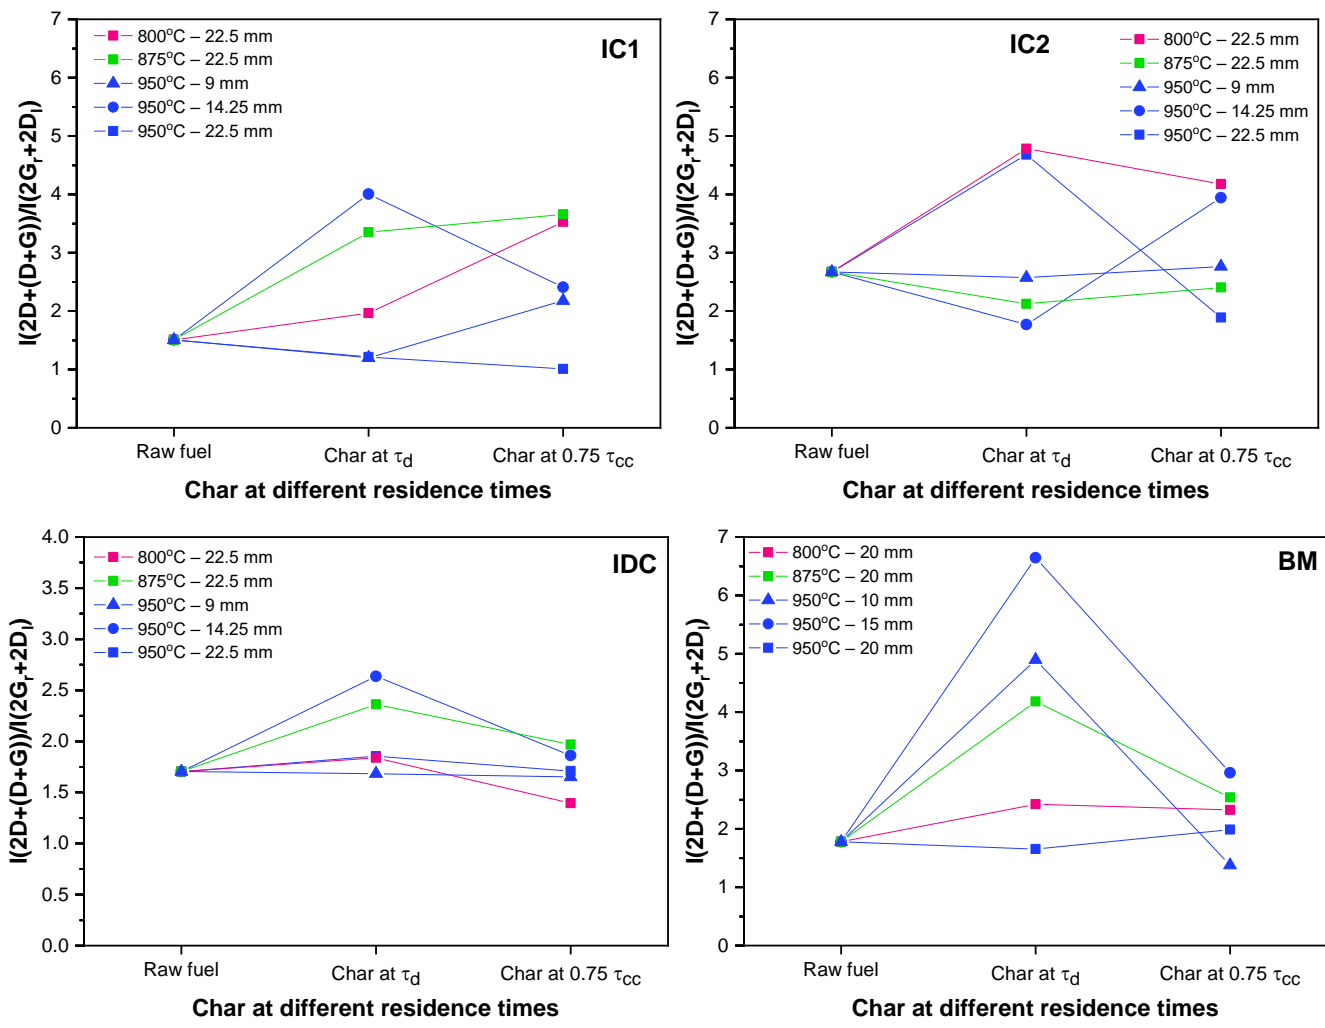 I(2D+(D+G))/I(2Gr+2Dl)
7
6
5
4
3
2
1
0
800°C – 22.5 mm
875°C – 22.5 mm
950°C – 9 mm
950°C – 14.25 mm
950°C – 22.5 mm
IC1
Raw fuel
Char at τd
Char at 0.75 τcc
Char at different residence times
I(2D+(D+G))/I(2Gr+2Dl)
7
6
5
4
3
2
1
0
IC2
800°C – 22.5 mm
875°C – 22.5 mm
950°C – 9 mm
950°C – 14.25 mm
950°C – 22.5 mm
Raw fuel
Char at τd
Char at 0.75 τcc
Char at different residence times
I(2D+(D+G))/I(2Gr+2Dl)
4.0
3.5
3.0
2.5
2.0
1.5
1.0
0.5
0.0
800°C – 22.5 mm
875°C – 22.5 mm
950°C – 9 mm
950°C – 14.25 mm
950°C – 22.5 mm
IDC
Raw fuel
Char at τd
Char at 0.75 τcc
Char at different residence times
I(2D+(D+G))/I(2Gr+2Dl)
7
6
5
4
3
2
1
0
800°C – 20 mm
875°C – 20 mm
950°C – 10 mm
950°C – 15 mm
950°C – 20 mm
BM
Raw fuel
Char at τd
Char at 0.75 τcc
Char at different residence times